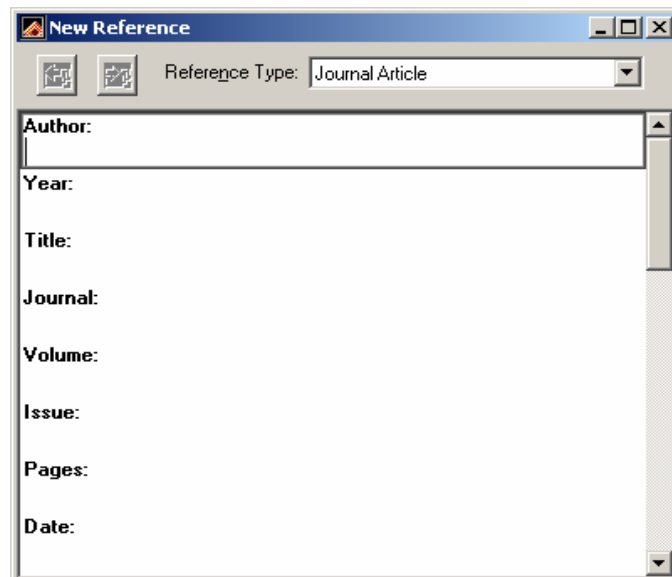 New Reference
Reference Type: Journal Article
Author:
Year:
Title:
Journal:
Volume:
Issue:
Pages:
Date: